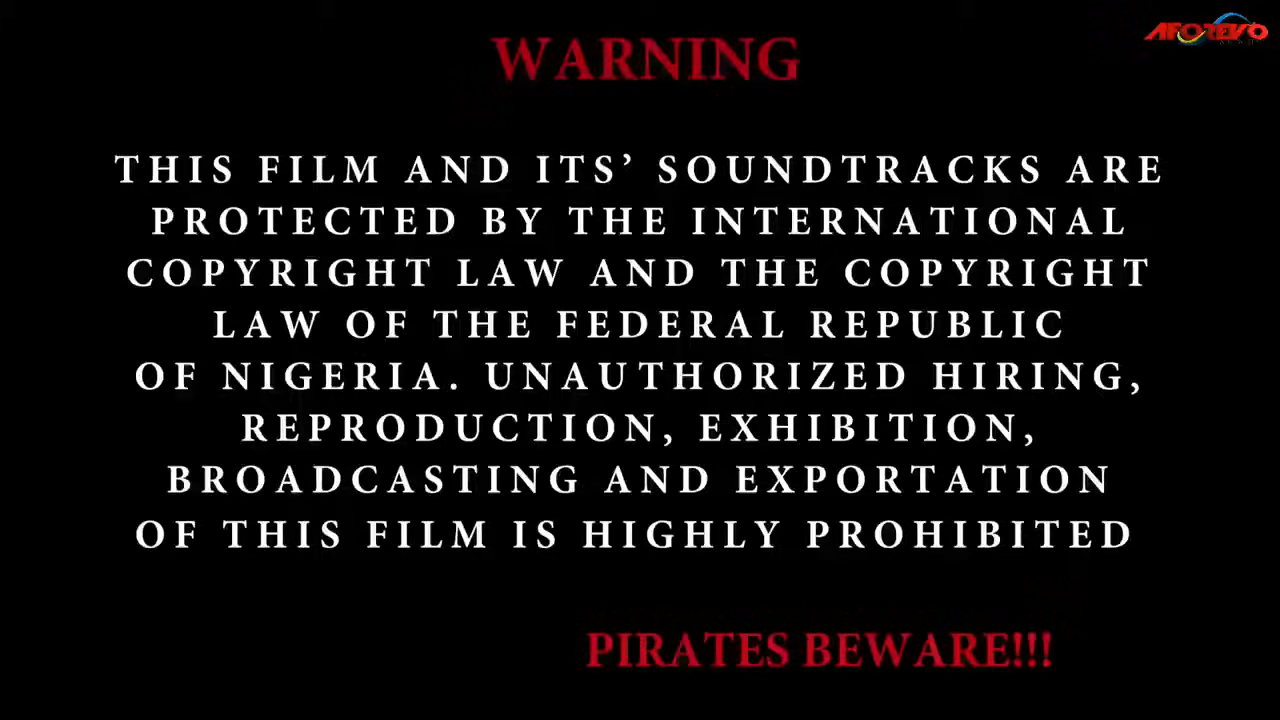 AFOREVO
WARNING
THIS FILM AND ITS’ SOUNDTRACKS ARE
PROTECTED BY THE INTERNATIONAL
COPYRIGHT LAW AND THE COPYRIGHT
LAW OF THE FEDERAL REPUBLIC
OF NIGERIA. UNAUTHORIZED HIRING,
REPRODUCTION, EXHIBITION,
BROADCASTING AND EXPORTATION
OF THIS FILM IS HIGHLY PROHIBITED
PIRATES BEWARE!!!